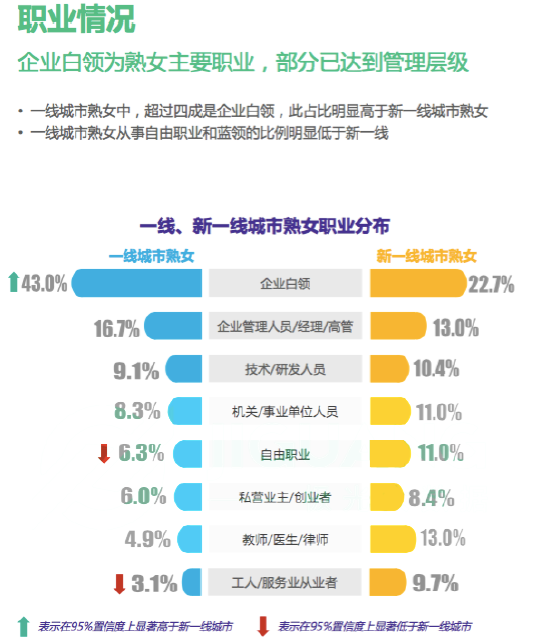 职业情况
企业白领为熟女主要职业，部分已达到管理层级
• 一线城市熟女中，超过四成是企业白领，此占比明显高于新一线城市熟女
• 一线城市熟女从事自由职业和蓝领的比例明显低于新一线
一线、新一线城市熟女职业分布
一线城市熟女 新一线城市熟女
43.0% 企业白领 22.7%
16.7% 企业管理人员/经理/高管 13.0%
9.1% 技术/研发人员 10.4%
8.3% 机关/事业单位人员 11.0%
6.3% 自由职业 11.0%
6.0% 私营业主/创业者 8.4%
4.9% 教师/医生/律师 13.0%
3.1% 工人/服务业从业者 9.7%
表示在95%置信度上显著高于新一线城市 表示在95%置信度上显著低于新一线城市